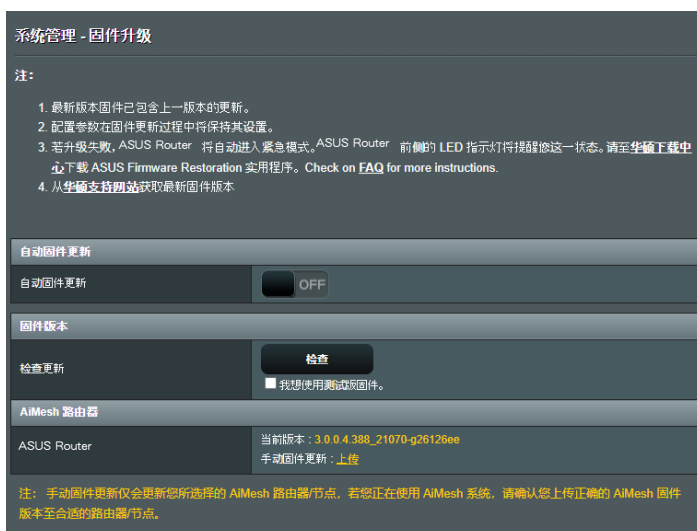 系统管理 - 固件升级
注：
1. 最新版本固件已包含上一版本的更新。
2. 配置参数在固件更新过程中将保持其设置。
3. 若升级失败, ASUS Router 将自动进入紧急模式。ASUS Router 前侧的 LED 指示灯将提醒您这一状态。请至华硕下载中
心下载 ASUS Firmware Restoration 实用程序。Check on FAQ for more instructions.
4. 从华硕支持网站获取最新固件版本
自动固件更新
自动固件更新 OFF
固件版本
检查更新 检查
我想使用测试版固件。
AiMesh 路由器
ASUS Router 当前版本 : 3.0.0.4.388_21070-g26126ee
手动固件更新 : 上传
注： 手动固件更新仅会更新您所选择的 AiMesh 路由器/节点，若您正在使用 AiMesh 系统，请确认您上传正确的 AiMesh 固件
版本至合适的路由器/节点。